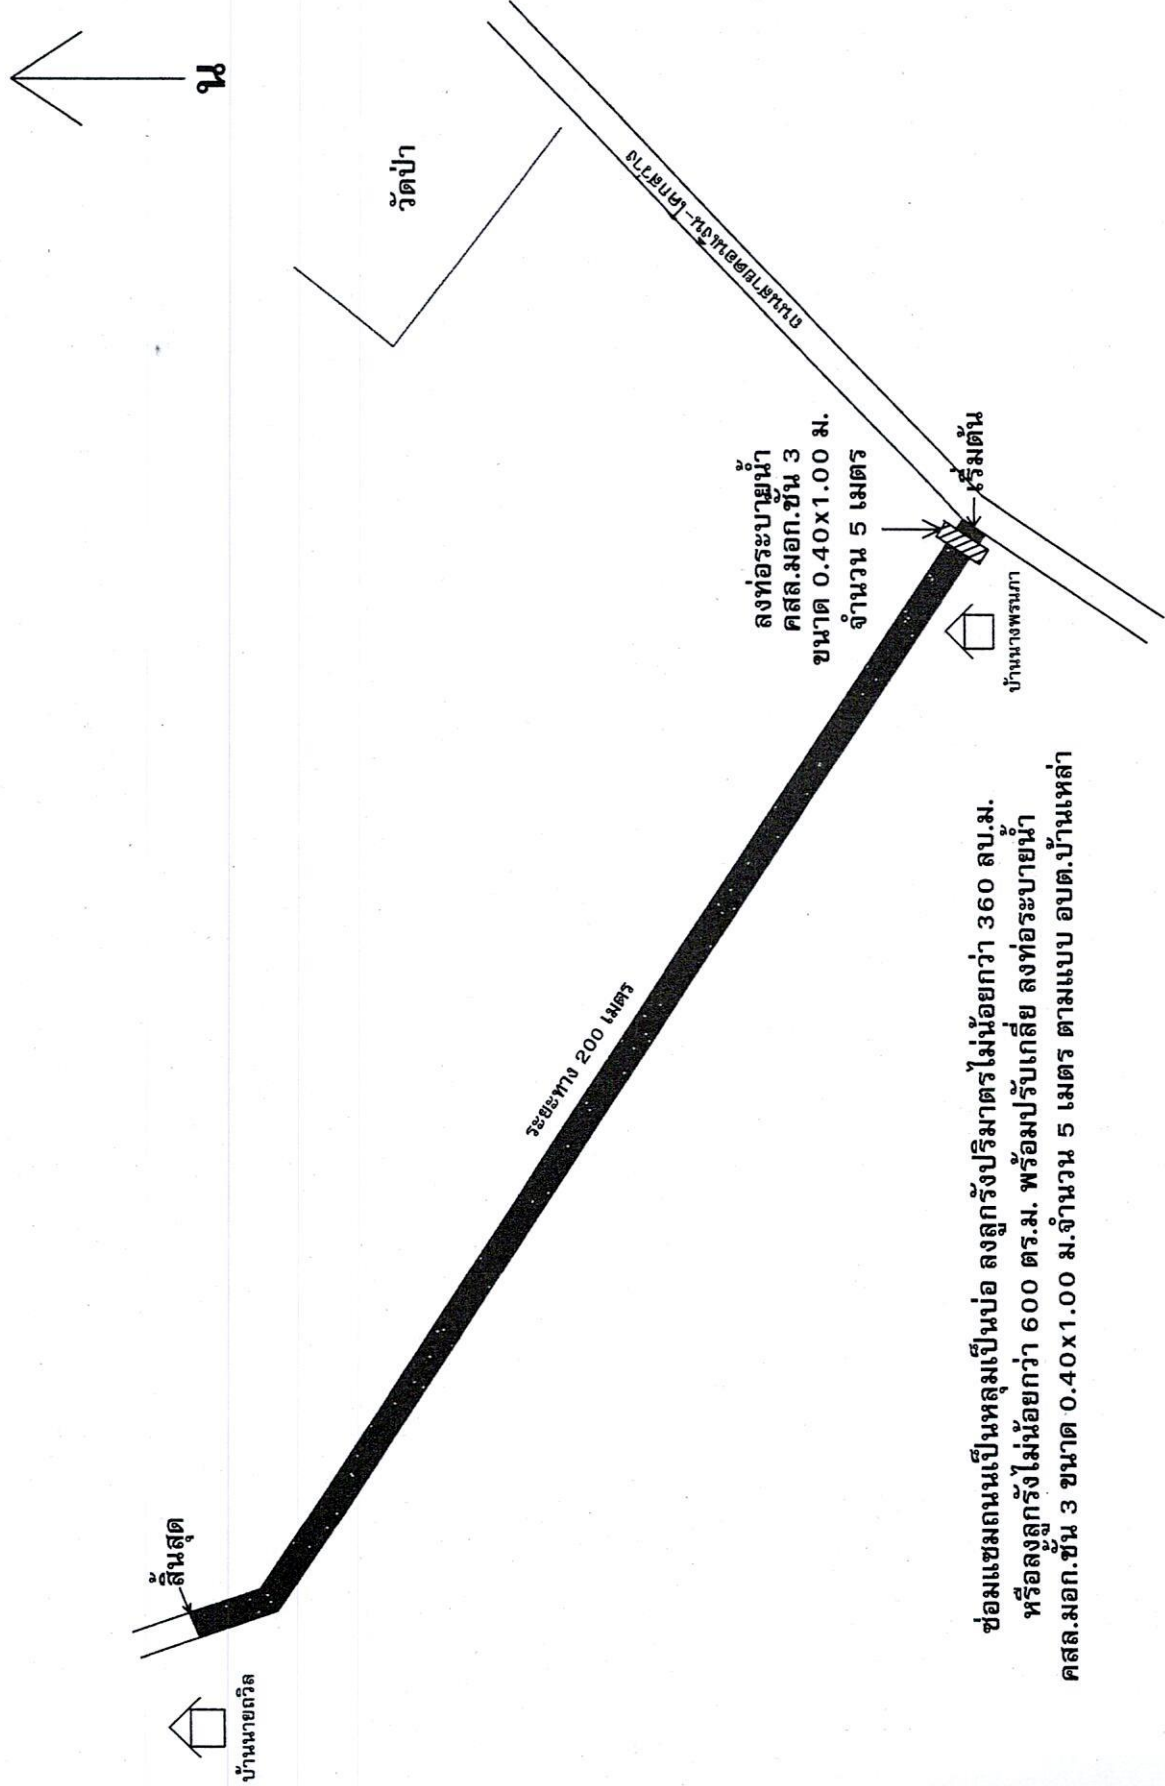 น
วัดป่า
ถนนสายดอนเงิน-โคกสว่าง
ลงท่อระบายน้ำ
คสล.มอก.ชั้น 3
ขนาด 0.40x1.00 ม.
จำนวน 5 เมตร
เริ่มต้น
บ้านนางพรนภา
ระยะทาง 200 เมตร
สิ้นสุด
บ้านนายถวิล
ซ่อมแซมถนนเป็นหลุมเป็นบ่อ ลงลูกรังปริมาตรไม่น้อยกว่า 360 ลบ.ม.
หรือลงลูกรังไม่น้อยกว่า 600 ตร.ม. พร้อมปรับเกลี่ย ลงท่อระบายน้ำ
คสล.มอก.ชั้น 3 ขนาด 0.40x1.00 ม.จำนวน 5 เมตร ตามแบบ อบต.บ้านเหล่า